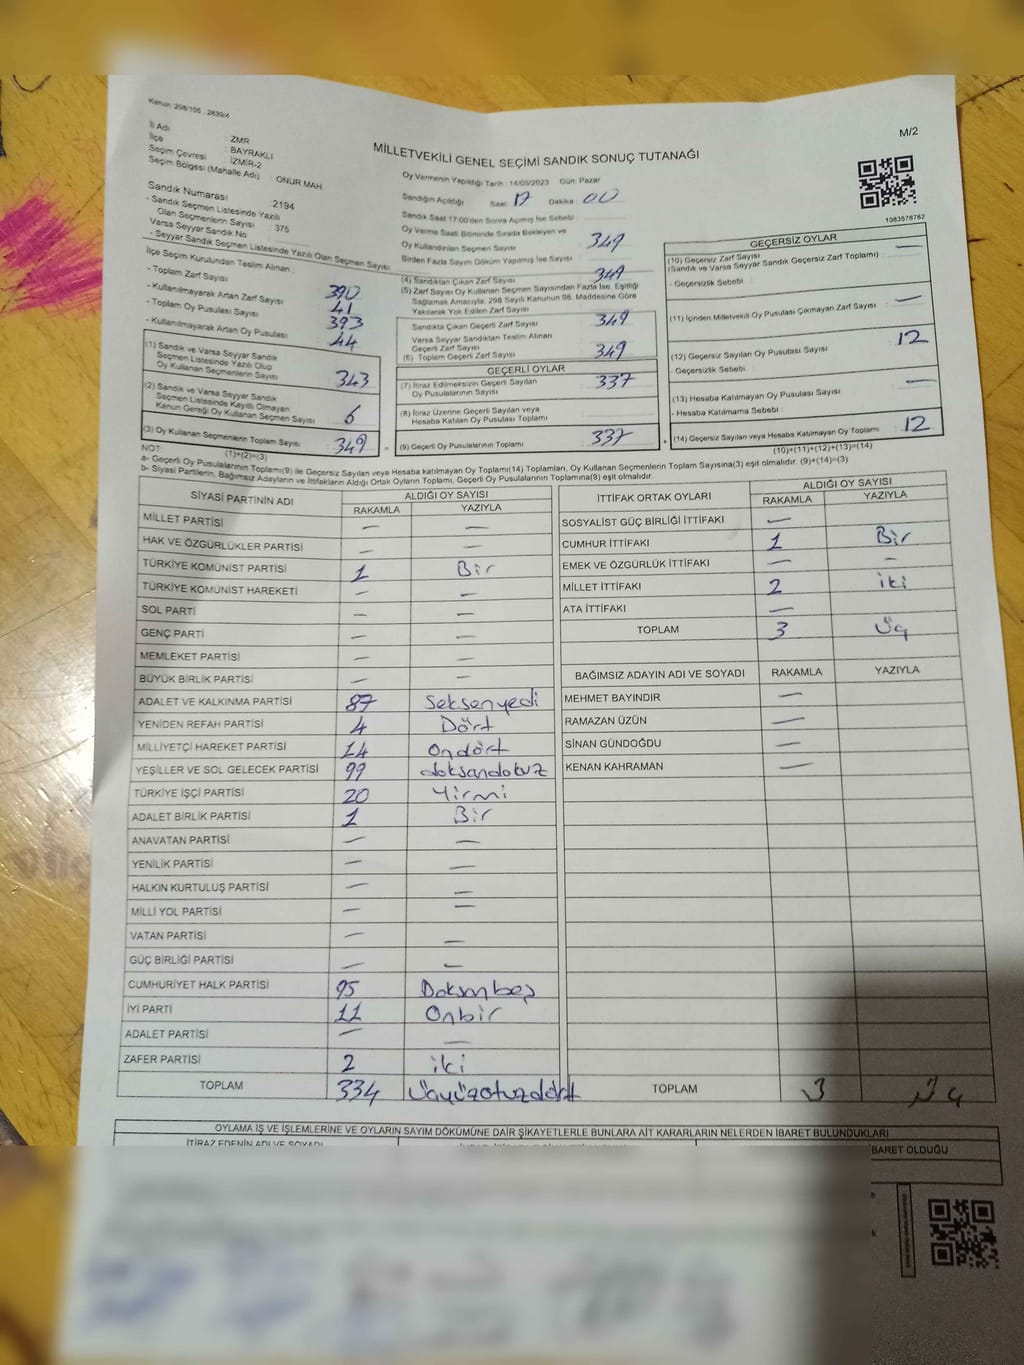 Kanun, 298/105 , 2839/4
M/2
MİLLETVEKİLİ GENEL SEÇİMİ SANDIK SONUÇ TUTANAĞI
İl Adı : ZMR
İlçe : BAYRAKLI
Seçim Çevresi : İZMİR-2
Seçim Bölgesi (Mahalle Adı) : ONUR MAH.
Sandık Numarası : 2194
- Sandık Seçmen Listesinde Yazılı Olan Seçmenlerin Sayısı : 375
Varsa Seyyar Sandık No
- Seyyar Sandık Seçmen Listesinde Yazılı Olan Seçmen Sayısı :
İlçe Seçim Kurulundan Teslim Alınan :
- Toplam Zarf Sayısı 390
- Kullanılmayarak Artan Zarf Sayısı 41
- Toplam Oy Pusulası Sayısı 393
- Kullanılmayarak Artan Oy Pusulası 44
(1) Sandık ve Varsa Seyyar Sandık Seçmen Listesinde Yazılı Olup Oy Kullanan Seçmenlerin Sayısı 343
(2) Sandık ve Varsa Seyyar Sandık Seçmen Listesinde Kayıtlı Olmayan Kanun Gereği Oy Kullanan Seçmen Sayısı 6
(3) Oy Kullanan Seçmenlerin Toplam Sayısı 349
(1)+(2)=(3)
Oy Vermenin Yapıldığı Tarih : 14/05/2023 Gün: Pazar
Sandığın Açıldığı Saat 17 Dakika : 00
Sandık Saat 17:00'den Sonra Açılmış İse Sebebi :
Oy Verme Saati Bitiminde Sırada Bekleyen ve
Oy Kullandırılan Seçmen Sayısı 349
Birden Fazla Sayım Döküm Yapılmış İse Sayısı
(4) Sandıktan Çıkan Zarf Sayısı 349
(5) Zarf Sayısı Oy Kullanan Seçmen Sayısından Fazla İse, Eşitliği
Sağlamak Amacıyla; 298 Sayılı Kanunun 98. Maddesine Göre
Yakılarak Yok Edilen Zarf Sayısı
Sandıkta Çıkan Geçerli Zarf Sayısı 349
Varsa Seyyar Sandıktan Teslim Alınan Geçerli Zarf Sayısı
(6) Toplam Geçerli Zarf Sayısı 349
GEÇERLİ OYLAR
(7) İtiraz Edilmeksizin Geçerli Sayılan Oy Pusulalarının Sayısı 337
(8) İtiraz Üzerine Geçerli Sayılan veya Hesaba Katılan Oy Pusulası Toplamı
(9) Geçerli Oy Pusulalarının Toplamı 337
1083578782
GEÇERSİZ OYLAR
(10) Geçersiz Zarf Sayısı —
(Sandık ve Varsa Seyyar Sandık Geçersiz Zarf Toplamı)
- Geçersizlik Sebebi :
(11) İçinden Milletvekili Oy Pusulası Çıkmayan Zarf Sayısı —
(12) Geçersiz Sayılan Oy Pusulası Sayısı 12
- Geçersizlik Sebebi
(13) Hesaba Katılmayan Oy Pusulası Sayısı —
- Hesaba Katılmama Sebebi :
(14) Geçersiz Sayılan veya Hesaba Katılmayan Oy Toplamı 12
(10)+(11)+(12)+(13)=(14)
NOT
a- Geçerli Oy Pusulalarının Toplamı(9) ile Geçersiz Sayılan veya Hesaba katılmayan Oy Toplamı(14) Toplamları, Oy Kullanan Seçmenlerin Toplam Sayısına(3) eşit olmalıdır. (9)+(14)=(3)
b- Siyasi Partilerin, Bağımsız Adayların ve İttifakların Aldığı Ortak Oyların Toplamı, Geçerli Oy Pusulalarının Toplamına(9) eşit olmalıdır.
SİYASİ PARTİNİN ADI ALDIĞI OY SAYISI
RAKAMLA YAZIYLA
MİLLET PARTİSİ — —
HAK VE ÖZGÜRLÜKLER PARTİSİ — —
TÜRKİYE KOMÜNİST PARTİSİ 1 Bir
TÜRKİYE KOMÜNİST HAREKETİ — —
SOL PARTİ — —
GENÇ PARTİ — —
MEMLEKET PARTİSİ — —
BÜYÜK BİRLİK PARTİSİ — —
ADALET VE KALKINMA PARTİSİ 87 Seksenyedi
YENİDEN REFAH PARTİSİ 4 Dört
MİLLİYETÇİ HAREKET PARTİSİ 14 Ondört
YEŞİLLER VE SOL GELECEK PARTİSİ 99 doksandokuz
TÜRKİYE İŞÇİ PARTİSİ 20 Yirmi
ADALET BİRLİK PARTİSİ 1 Bir
ANAVATAN PARTİSİ — —
YENİLİK PARTİSİ — —
HALKIN KURTULUŞ PARTİSİ — —
MİLLİ YOL PARTİSİ — —
VATAN PARTİSİ — —
GÜÇ BİRLİĞİ PARTİSİ — —
CUMHURİYET HALK PARTİSİ 95 Doksanbeş
İYİ PARTİ 11 Onbir
ADALET PARTİSİ — —
ZAFER PARTİSİ 2 iki
TOPLAM 334 Üçyüzotuzdört
İTTİFAK ORTAK OYLARI ALDIĞI OY SAYISI
RAKAMLA YAZIYLA
SOSYALİST GÜÇ BİRLİĞİ İTTİFAKI —
CUMHUR İTTİFAKI 1 Bir
EMEK VE ÖZGÜRLÜK İTTİFAKI — —
MİLLET İTTİFAKI 2 iki
ATA İTTİFAKI —
TOPLAM 3 Üç
BAĞIMSIZ ADAYIN ADI VE SOYADI RAKAMLA YAZIYLA
MEHMET BAYINDIR —
RAMAZAN ÜZÜN —
SİNAN GÜNDOĞDU —
KENAN KAHRAMAN —
TOPLAM 3 Üç
OYLAMA İŞ VE İŞLEMLERİNE VE OYLARIN SAYIM DÖKÜMÜNE DAİR ŞİKAYETLERLE BUNLARA AİT KARARLARIN NELERDEN İBARET BULUNDUKLARI
İTİRAZ EDENİN ADI VE SOYADI
İBARET OLDUĞU